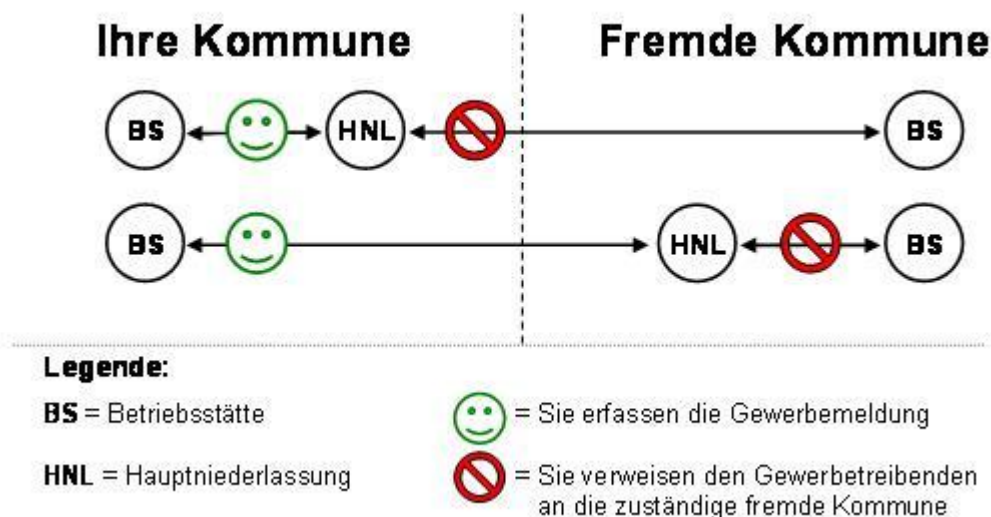 Ihre Kommune
Fremde Kommune
BS HNL BS
BS HNL BS
Legende:
BS = Betriebsstätte
= Sie erfassen die Gewerbemeldung
HNL = Hauptniederlassung
= Sie verweisen den Gewerbetreibenden
an die zuständige fremde Kommune